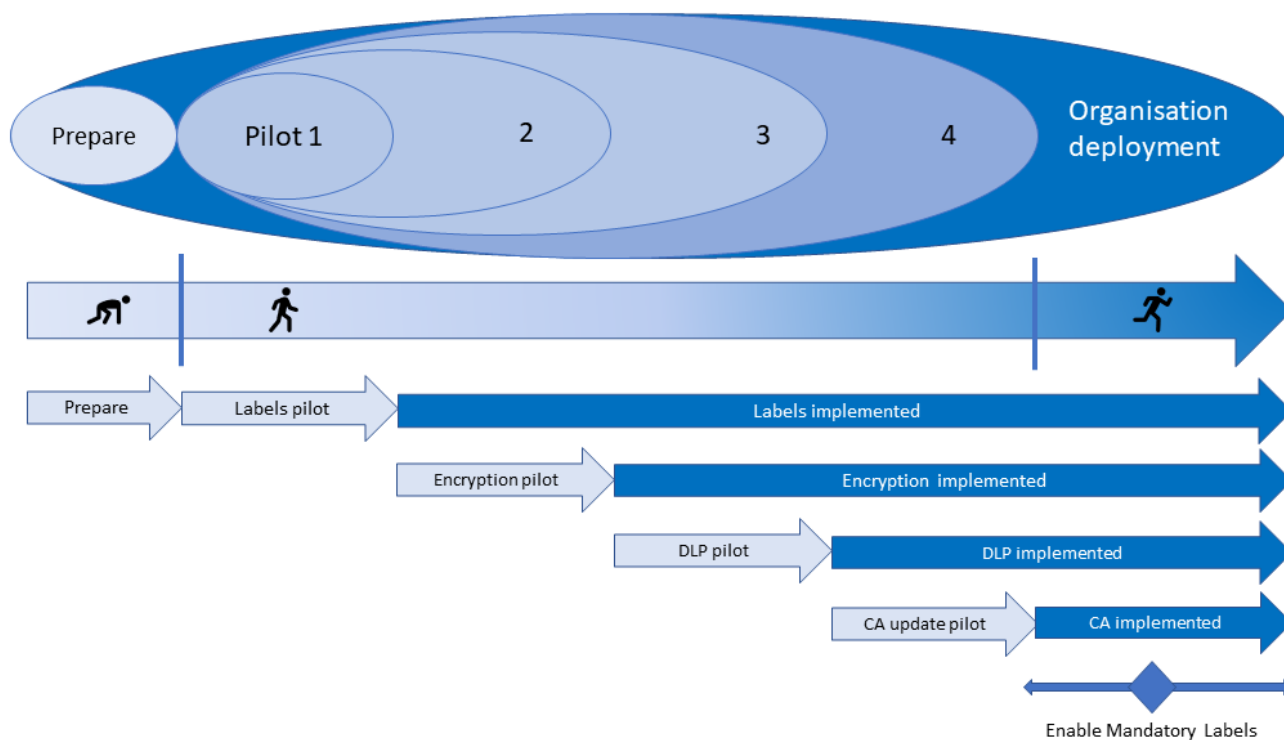 Prepare
Pilot 1
2
3
4
Organisation
deployment
Prepare
Labels pilot
Labels implemented
Encryption pilot
Encryption implemented
DLP pilot
DLP implemented
CA update pilot
CA implemented
Enable Mandatory Labels